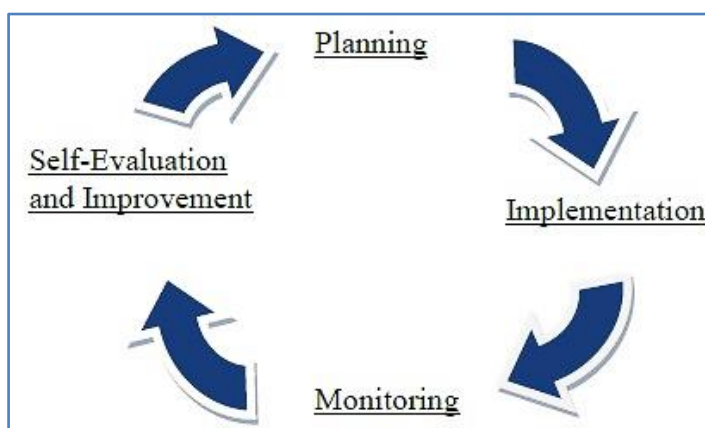 Planning
Self-Evaluation
and Improvement
Implementation
Monitoring